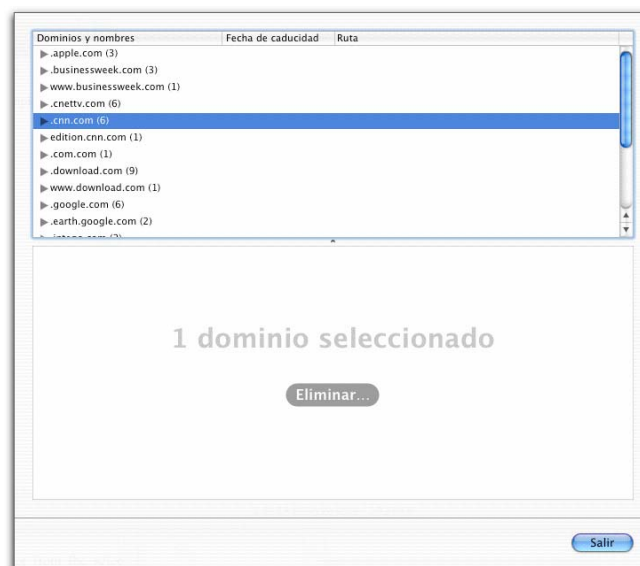 Dominios y nombres Fecha de caducidad Ruta
.apple.com (3)
.businessweek.com (3)
www.businessweek.com (1)
.cnettv.com (6)
.cnn.com (6)
edition.cnn.com (1)
.com.com (1)
.download.com (9)
www.download.com (1)
.google.com (6)
.earth.google.com (2)
1 dominio seleccionado
Eliminar...
Salir